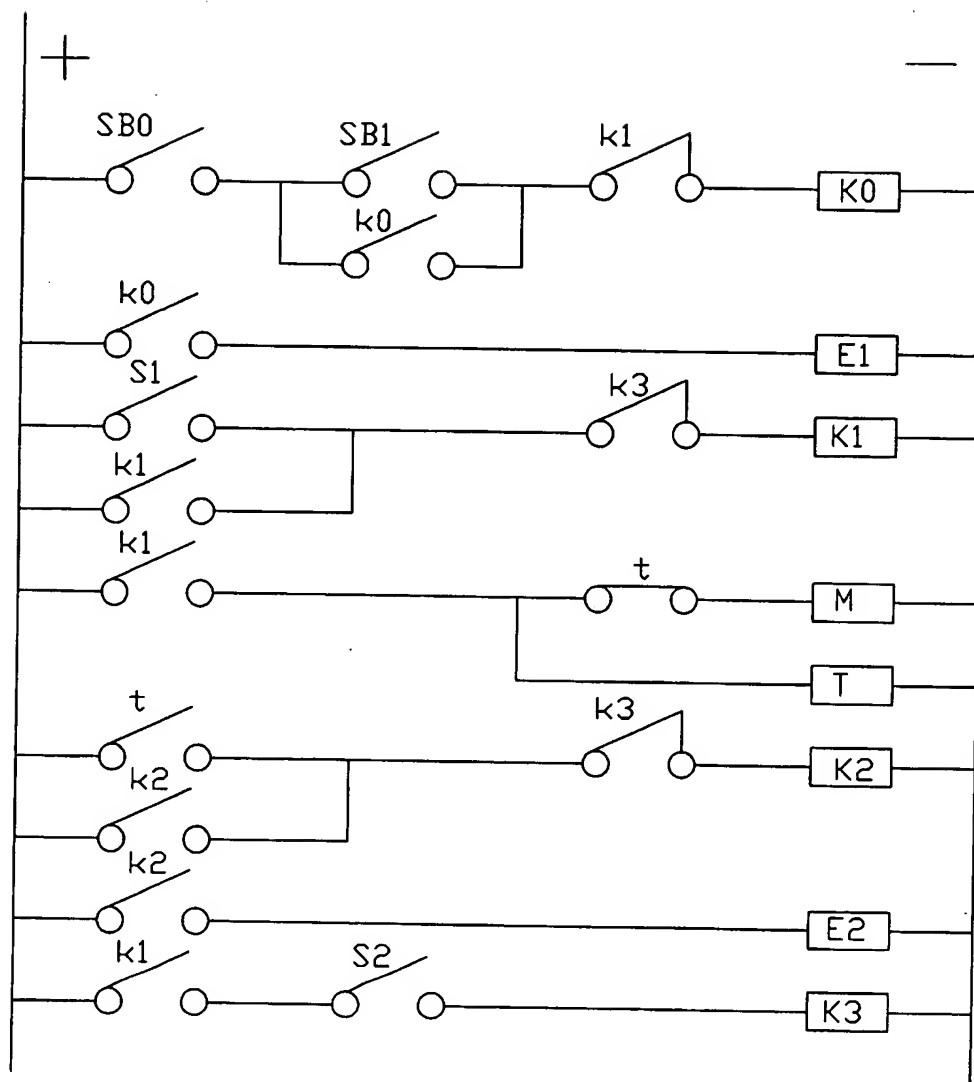 + —
SB0 SB1 k1 K0
k0
k0 E1
S1 k3 K1
k1
k1 t M
T
t k3 K2
k2
k2 E2
k1 S2 K3